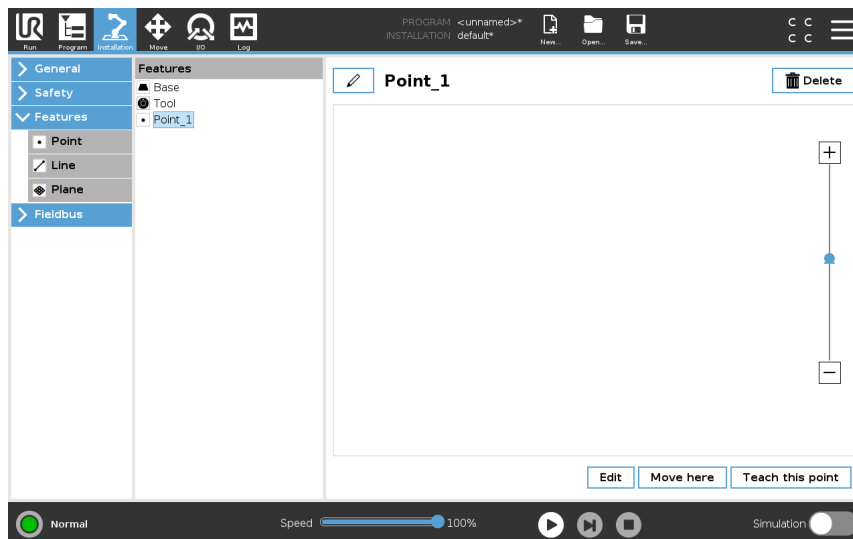 PROGRAM <unnamed>*
INSTALLATION default*
UR
Run Program Installation Move I/O Log New... Open... Save...
C C
C C
General
Safety
Features
Point
Line
Plane
Fieldbus
Features
Base
Tool
Point_1
Point_1
Delete
Edit Move here Teach this point
Normal Speed 100% Simulation